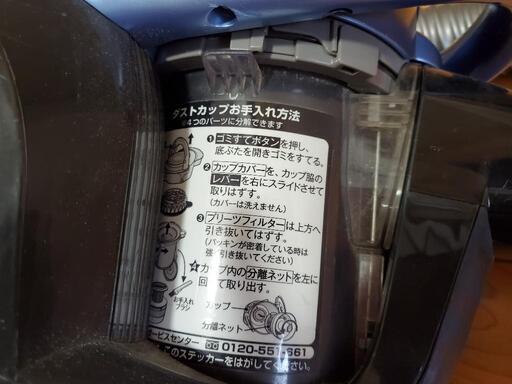 ダストカップお手入れ方法
※4つのパーツに分解できます
❶ゴミすてボタンを押し、
底ぶたを開きゴミをすてる。
❷カップカバーを、カップ脇の
レバーを右にスライドさせて
取りはずす。
(カバーは洗えません)
❸プリーツフィルターは上方へ
引き抜いてはずす。
(パッキンが密着している時は
強く引き抜いてください)
カップ内の分離ネットを左に
回して取り出す。
お手入れ
ブラシ
カップ
分離ネット
サービスセンター
0120-551-661
このステッカーをはがしてください。